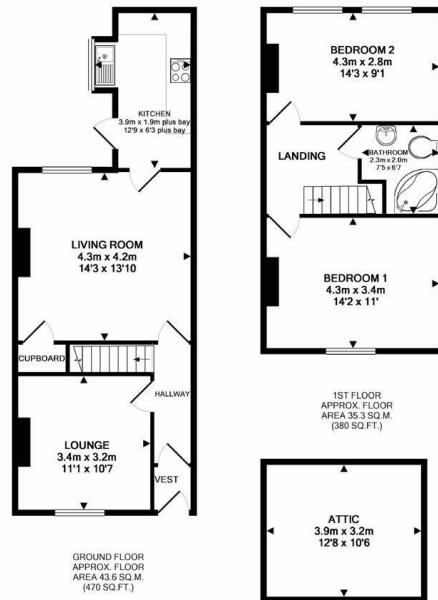 KITCHEN
3.9m x 1.9m plus bay
12'9 x 6'3 plus bay
LIVING ROOM
4.3m x 4.2m
14'3 x 13'10
CUPBOARD
HALLWAY
LOUNGE
3.4m x 3.2m
11'1 x 10'7
VEST
GROUND FLOOR
APPROX. FLOOR
AREA 43.6 SQ.M.
(470 SQ.FT.)
BEDROOM 2
4.3m x 2.8m
14'3 x 9'1
LANDING
BATHROOM
2.3m x 2.0m
7'5 x 6'7
BEDROOM 1
4.3m x 3.4m
14'2 x 11'
1ST FLOOR
APPROX. FLOOR
AREA 35.3 SQ.M.
(380 SQ.FT.)
ATTIC
3.9m x 3.2m
12'8 x 10'6